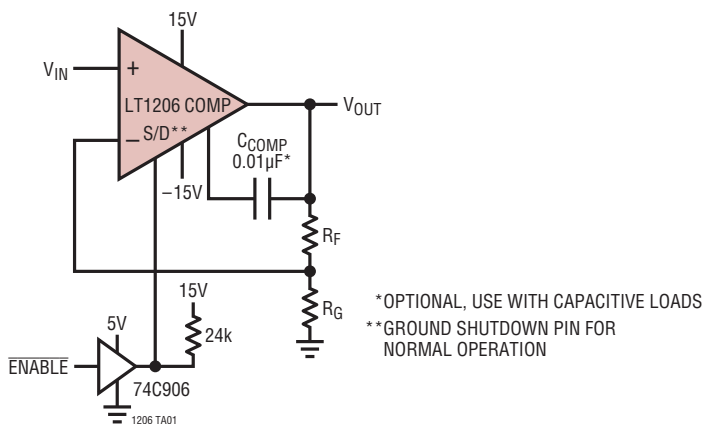 15V
V_IN
+
LT1206 COMP
V_OUT
– S/D**
C_COMP
0.01µF*
–15V
R_F
15V
R_G
*OPTIONAL, USE WITH CAPACITIVE LOADS
**GROUND SHUTDOWN PIN FOR
NORMAL OPERATION
5V
24k
ENABLE
74C906
1206 TA01